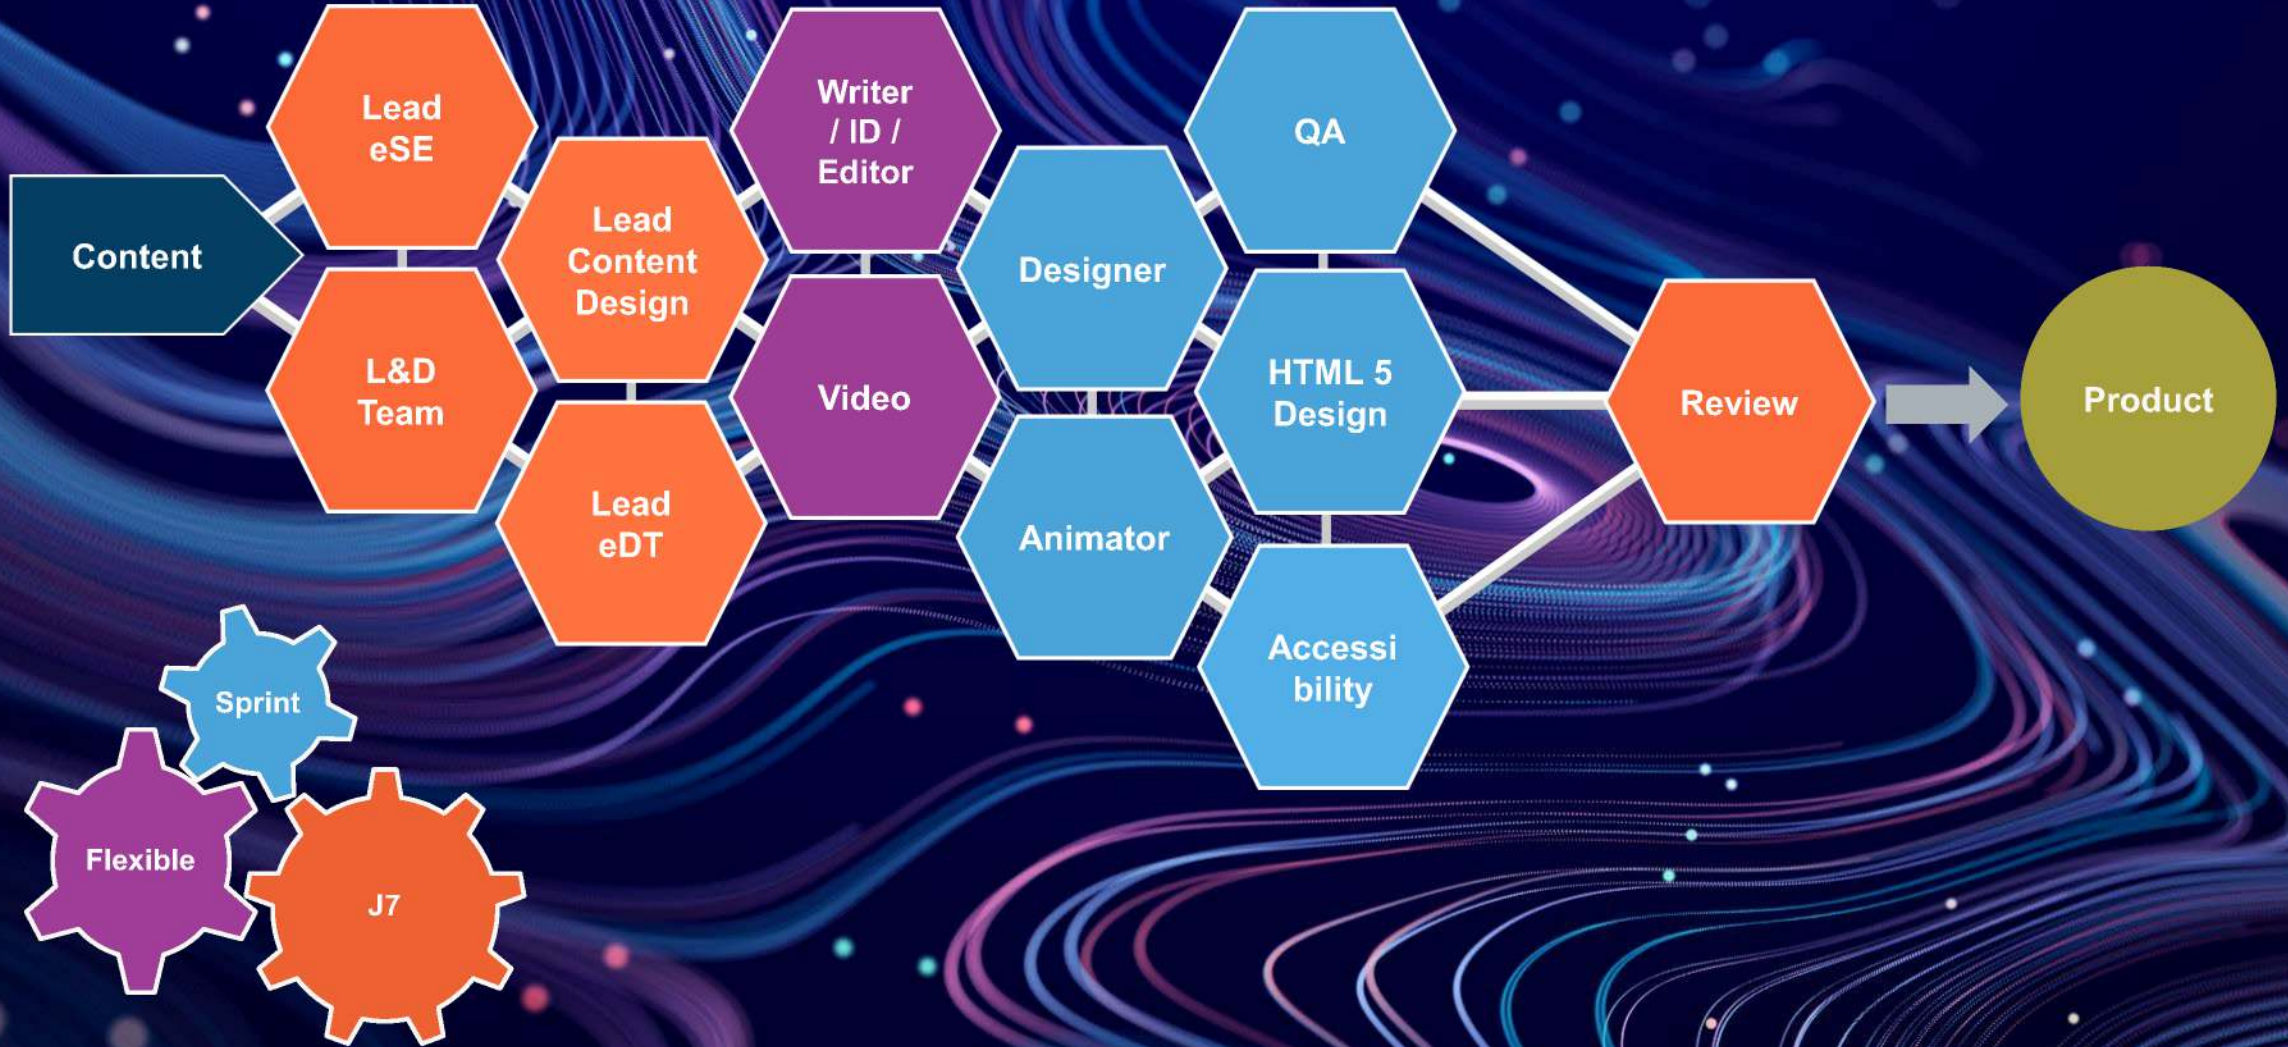 Content
Lead
eSE
L&D
Team
Lead
Content
Design
Lead
eDT
Writer
/ ID /
Editor
Video
Designer
Animator
QA
HTML 5
Design
Accessi
bility
Review
Product
Sprint
Flexible
J7